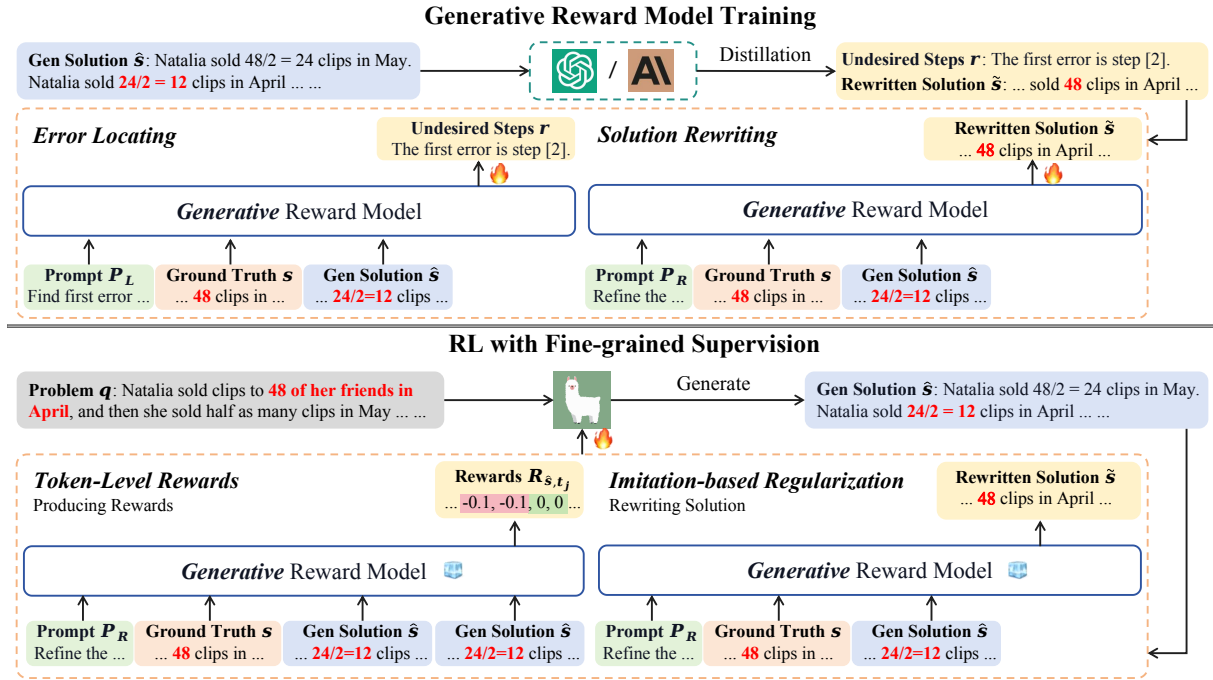 Generative Reward Model Training
Gen Solution ŝ: Natalia sold 48/2 = 24 clips in May.
Natalia sold 24/2 = 12 clips in April ... ...
/
Distillation
Undesired Steps r: The first error is step [2].
Rewritten Solution s̃: ... sold 48 clips in April ...
Error Locating
Undesired Steps r
The first error is step [2].
Generative Reward Model
Prompt P_L
Find first error ...
Ground Truth s
... 48 clips in ...
Gen Solution ŝ
... 24/2=12 clips ...
Solution Rewriting
Rewritten Solution s̃
... 48 clips in April ...
Generative Reward Model
Prompt P_R
Refine the ...
Ground Truth s
... 48 clips in ...
Gen Solution ŝ
... 24/2=12 clips ...
RL with Fine-grained Supervision
Problem q: Natalia sold clips to 48 of her friends in
April, and then she sold half as many clips in May ... ...
Generate
Gen Solution ŝ: Natalia sold 48/2 = 24 clips in May.
Natalia sold 24/2 = 12 clips in April ... ...
Token-Level Rewards
Producing Rewards
Rewards R_ŝ,t_j
... -0.1, -0.1, 0, 0 ...
Generative Reward Model
Prompt P_R
Refine the ...
Ground Truth s
... 48 clips in ...
Gen Solution ŝ
... 24/2=12 clips ...
Gen Solution ŝ
... 24/2=12 clips ...
Imitation-based Regularization
Rewriting Solution
Rewritten Solution s̃
... 48 clips in April ...
Generative Reward Model
Prompt P_R
Refine the ...
Ground Truth s
... 48 clips in ...
Gen Solution ŝ
... 24/2=12 clips ...